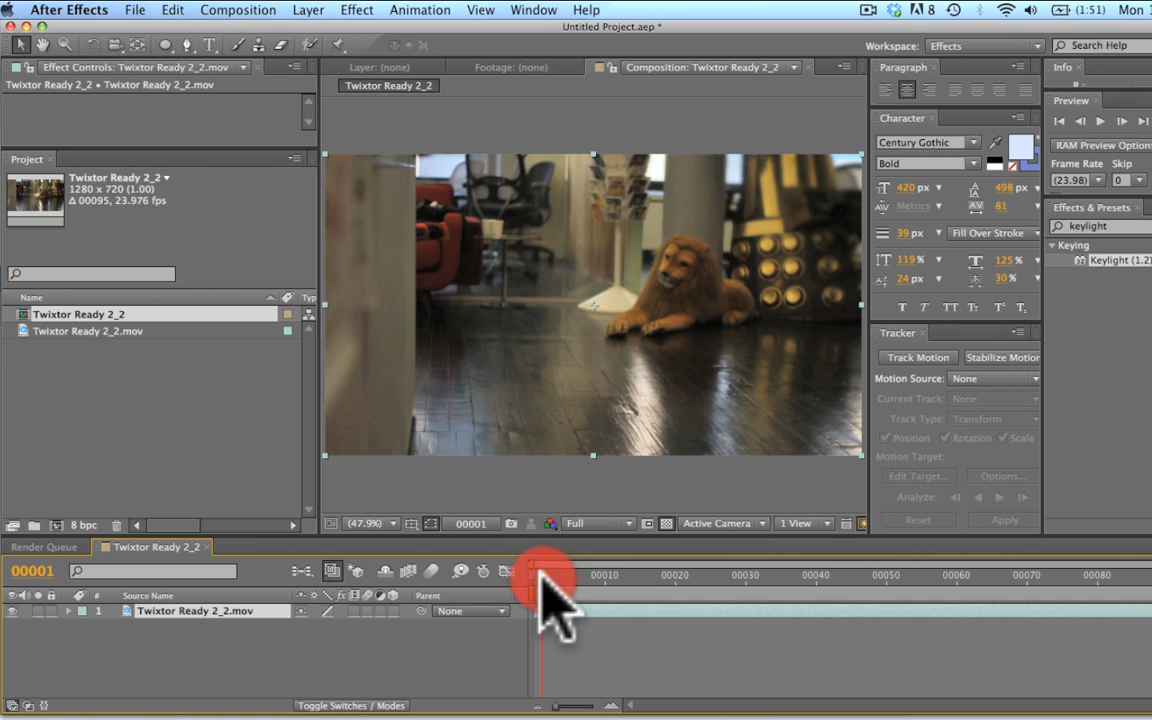 After Effects File Edit Composition Layer Effect Animation View Window Help 8 (1:51) Mon 1
Untitled Project.aep *
Workspace: Effects Search Help
Effect Controls: Twixtor Ready 2_2.mov
Twixtor Ready 2_2 • Twixtor Ready 2_2.mov
Layer: (none) Footage: (none) Composition: Twixtor Ready 2_2
Twixtor Ready 2_2
Paragraph
Info
Project
Twixtor Ready 2_2
1280 x 720 (1.00)
Δ 00095, 23.976 fps
Name Typ
Twixtor Ready 2_2
Twixtor Ready 2_2.mov
8 bpc
(47.9%) 00001 Full Active Camera 1 View
Character
Century Gothic
Bold
420 px 498 px
Metrics 81
39 px Fill Over Stroke
119 % 125 %
24 px 30 %
T T TT Tt T¹ T₁
Tracker
Track Motion Stabilize Motion
Motion Source: None
Current Track: None
Track Type: Transform
Position Rotation Scale
Motion Target:
Edit Target... Options...
Analyze:
Reset Apply
Preview
RAM Preview Options
Frame Rate Skip
(23.98) 0
Effects & Presets
keylight
Keying
Keylight (1.2)
Render Queue Twixtor Ready 2_2
00001
00010 00020 00030 00040 00050 00060 00070 00080
# Source Name Parent
1 Twixtor Ready 2_2.mov None
Toggle Switches / Modes